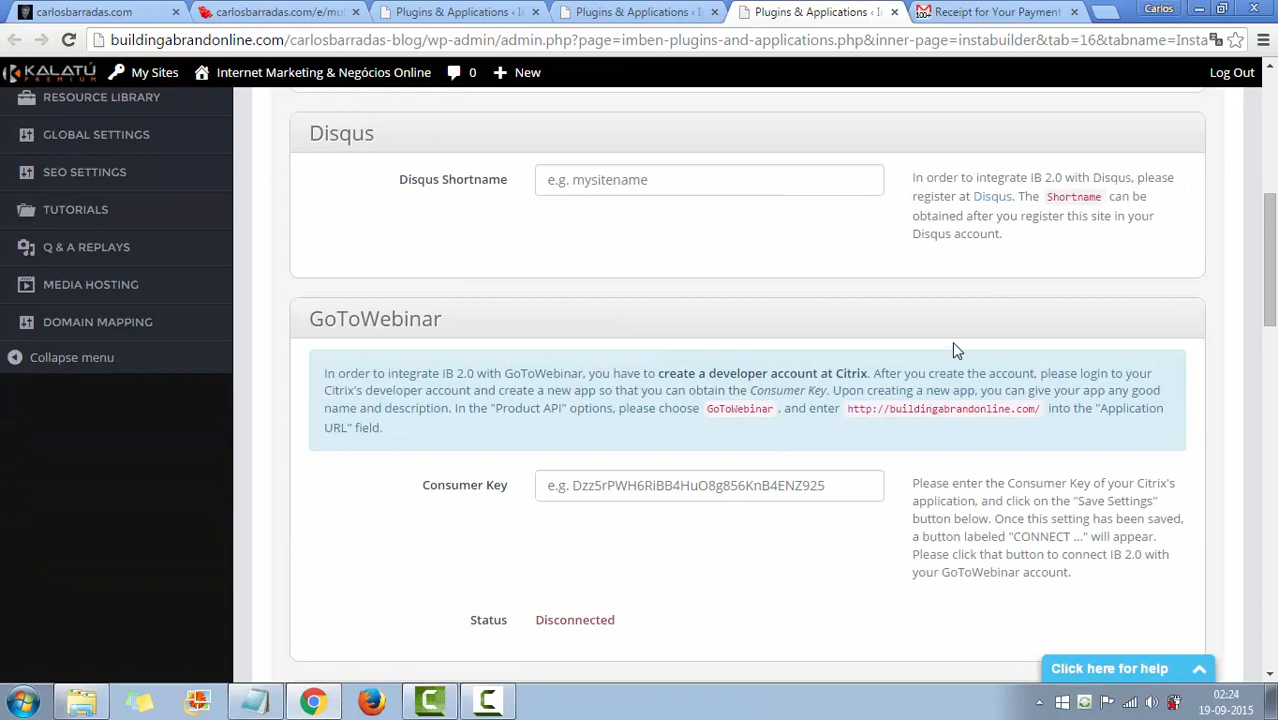 carlosbarradas.com
carlosbarradas.com/e/mu
Plugins & Applications ‹ I
Plugins & Applications ‹ I
Plugins & Applications ‹ I
Receipt for Your Payment
Carlos
buildingabrandonline.com/carlosbarradas-blog/wp-admin/admin.php?page=imben-plugins-and-applications.php&inner-page=instabuilder&tab=16&tabname=Insta
KALATÚ
PREMIUM
My Sites
Internet Marketing & Negócios Online
0
New
Log Out
RESOURCE LIBRARY
GLOBAL SETTINGS
SEO SETTINGS
TUTORIALS
Q & A REPLAYS
MEDIA HOSTING
DOMAIN MAPPING
Collapse menu
Disqus
Disqus Shortname
e.g. mysitename
In order to integrate IB 2.0 with Disqus, please
register at Disqus. The Shortname can be
obtained after you register this site in your
Disqus account.
GoToWebinar
In order to integrate IB 2.0 with GoToWebinar, you have to create a developer account at Citrix. After you create the account, please login to your
Citrix's developer account and create a new app so that you can obtain the Consumer Key. Upon creating a new app, you can give your app any good
name and description. In the "Product API" options, please choose GoToWebinar , and enter http://buildingabrandonline.com/ into the "Application
URL" field.
Consumer Key
e.g. Dzz5rPWH6RiBB4HuO8g856KnB4ENZ925
Please enter the Consumer Key of your Citrix's
application, and click on the "Save Settings"
button below. Once this setting has been saved,
a button labeled "CONNECT ..." will appear.
Please click that button to connect IB 2.0 with
your GoToWebinar account.
Status
Disconnected
Click here for help
02:24
19-09-2015